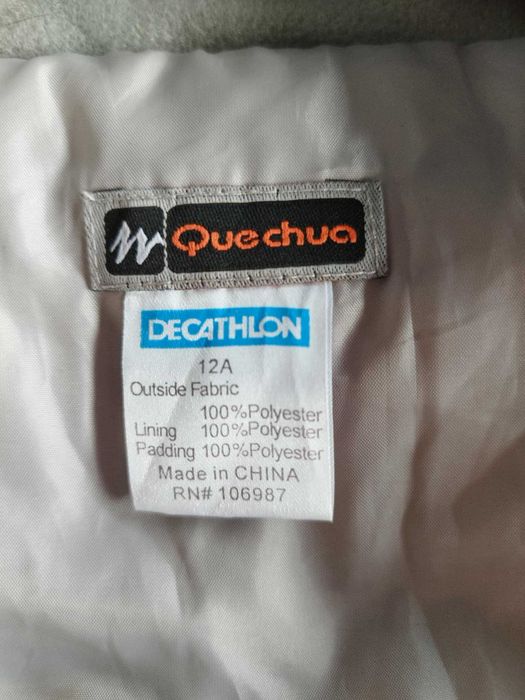 Quechua
DECATHLON
12A
Outside Fabric
100%Polyester
Lining 100%Polyester
Padding 100%Polyester
Made in CHINA
RN# 106987